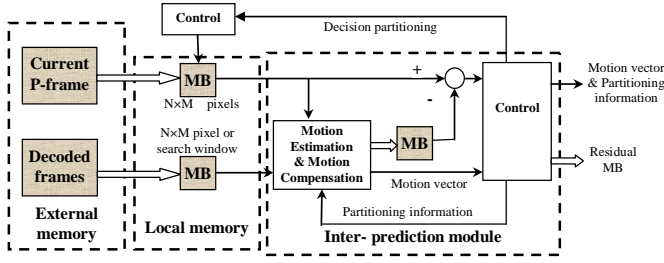 Control
Decision partitioning
Current
P-frame
MB
N×M pixels
+
-
Control
Motion vector
& Partitioning
information
N×M pixel or
search window
Motion
Estimation
& Motion
Compensation
MB
Decoded
frames
MB
Motion vector
Residual
MB
Partitioning information
External
memory
Local memory
Inter- prediction module